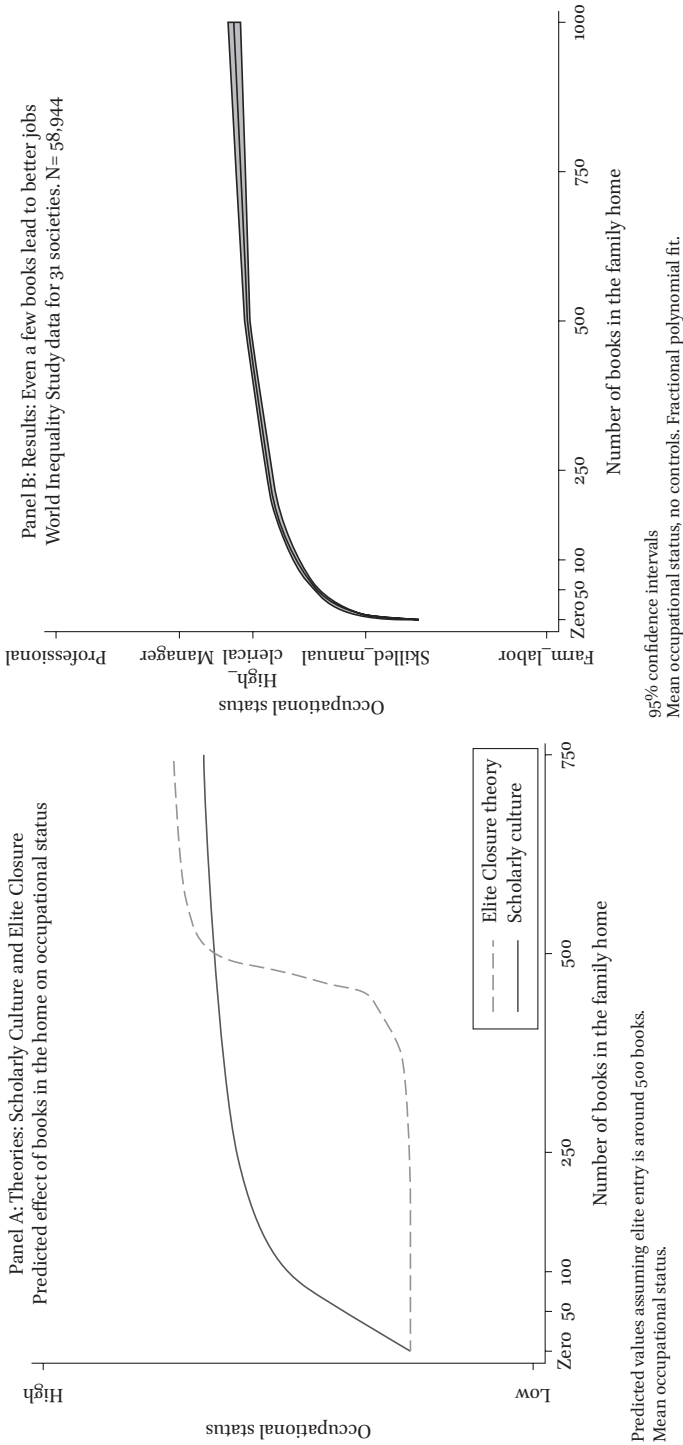 Panel A: Theories: Scholarly Culture and Elite Closure
Predicted effect of books in the home on occupational status
Occupational status
High
Low
Zero 50 100 250 500 750
Number of books in the family home
Elite Closure theory
Scholarly culture
Predicted values assuming elite entry is around 500 books.
Mean occupational status.
Panel B: Results: Even a few books lead to better jobs
World Inequality Study data for 31 societies. N= 58,944
Occupational status
Professional
Manager
High_
clerical
Skilled_manual
Farm_labor
Zero 50 100 250 500 750 1000
Number of books in the family home
95% confidence intervals
Mean occupational status, no controls. Fractional polynomial fit.